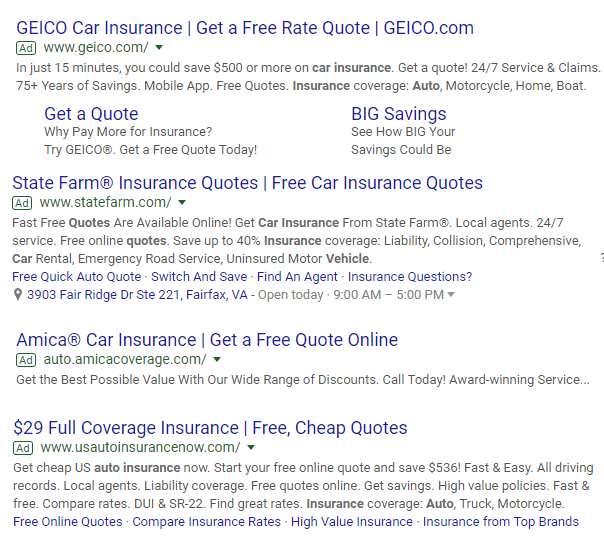 GEICO Car Insurance | Get a Free Rate Quote | GEICO.com
Ad www.geico.com/
In just 15 minutes, you could save $500 or more on car insurance. Get a quote! 24/7 Service & Claims.
75+ Years of Savings. Mobile App. Free Quotes. Insurance coverage: Auto, Motorcycle, Home, Boat.
Get a Quote
Why Pay More for Insurance?
Try GEICO®. Get a Free Quote Today!
BIG Savings
See How BIG Your
Savings Could Be
State Farm® Insurance Quotes | Free Car Insurance Quotes
Ad www.statefarm.com/
Fast Free Quotes Are Available Online! Get Car Insurance From State Farm®. Local agents. 24/7
service. Free online quotes. Save up to 40% Insurance coverage: Liability, Collision, Comprehensive,
Car Rental, Emergency Road Service, Uninsured Motor Vehicle.
?
Free Quick Auto Quote · Switch And Save · Find An Agent · Insurance Questions?
3903 Fair Ridge Dr Ste 221, Fairfax, VA - Open today · 9:00 AM – 5:00 PM
Amica® Car Insurance | Get a Free Quote Online
Ad auto.amicacoverage.com/
Get the Best Possible Value With Our Wide Range of Discounts. Call Today! Award-winning Service...
$29 Full Coverage Insurance | Free, Cheap Quotes
Ad www.usautoinsurancenow.com/
Get cheap US auto insurance now. Start your free online quote and save $536! Fast & Easy. All driving
records. Local agents. Liability coverage. Free quotes online. Get savings. High value policies. Fast &
free. Compare rates. DUI & SR-22. Find great rates. Insurance coverage: Auto, Truck, Motorcycle.
Free Online Quotes · Compare Insurance Rates · High Value Insurance · Insurance from Top Brands